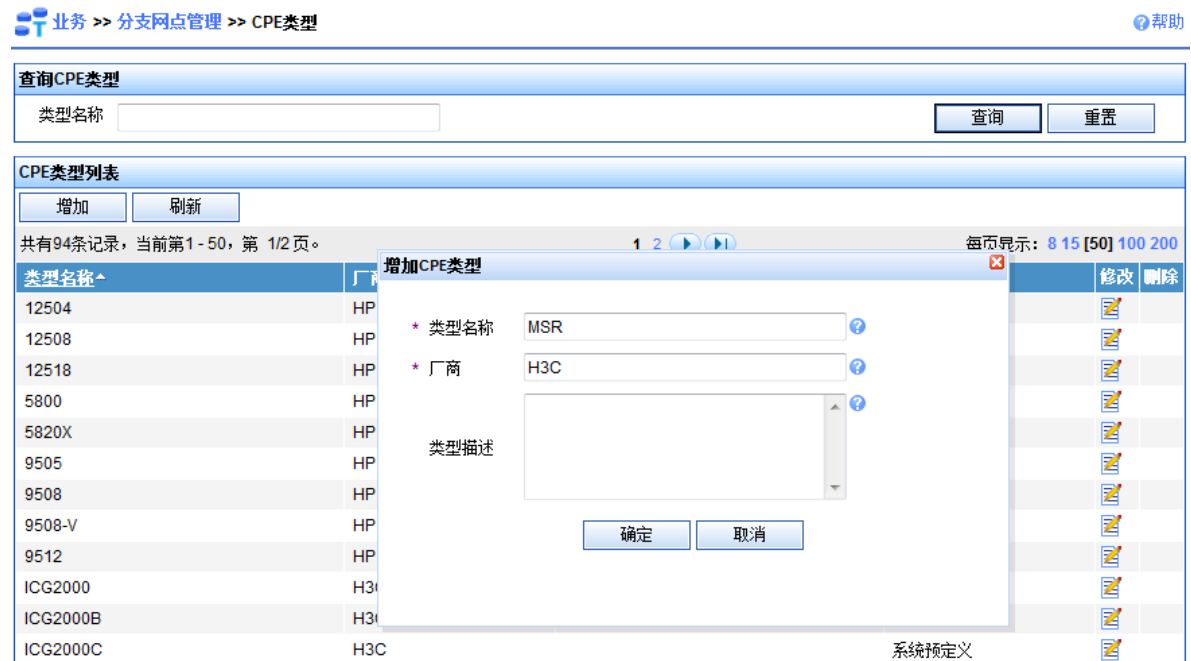 业务 >> 分支网点管理 >> CPE类型
帮助
查询CPE类型
类型名称
查询
重置
CPE类型列表
增加
刷新
共有94条记录，当前第1 - 50，第 1/2 页。
1 2
每页显示：8 15 [50] 100 200
类型名称
厂
修改
删除
增加CPE类型
12504 HP
12508 HP
* 类型名称 MSR
12518 HP
* 厂商 H3C
5800 HP
5820X HP
类型描述
9505 HP
9508 HP
9508-V HP
确定
取消
9512 HP
ICG2000 H3
ICG2000B H3
ICG2000C H3C 系统预定义